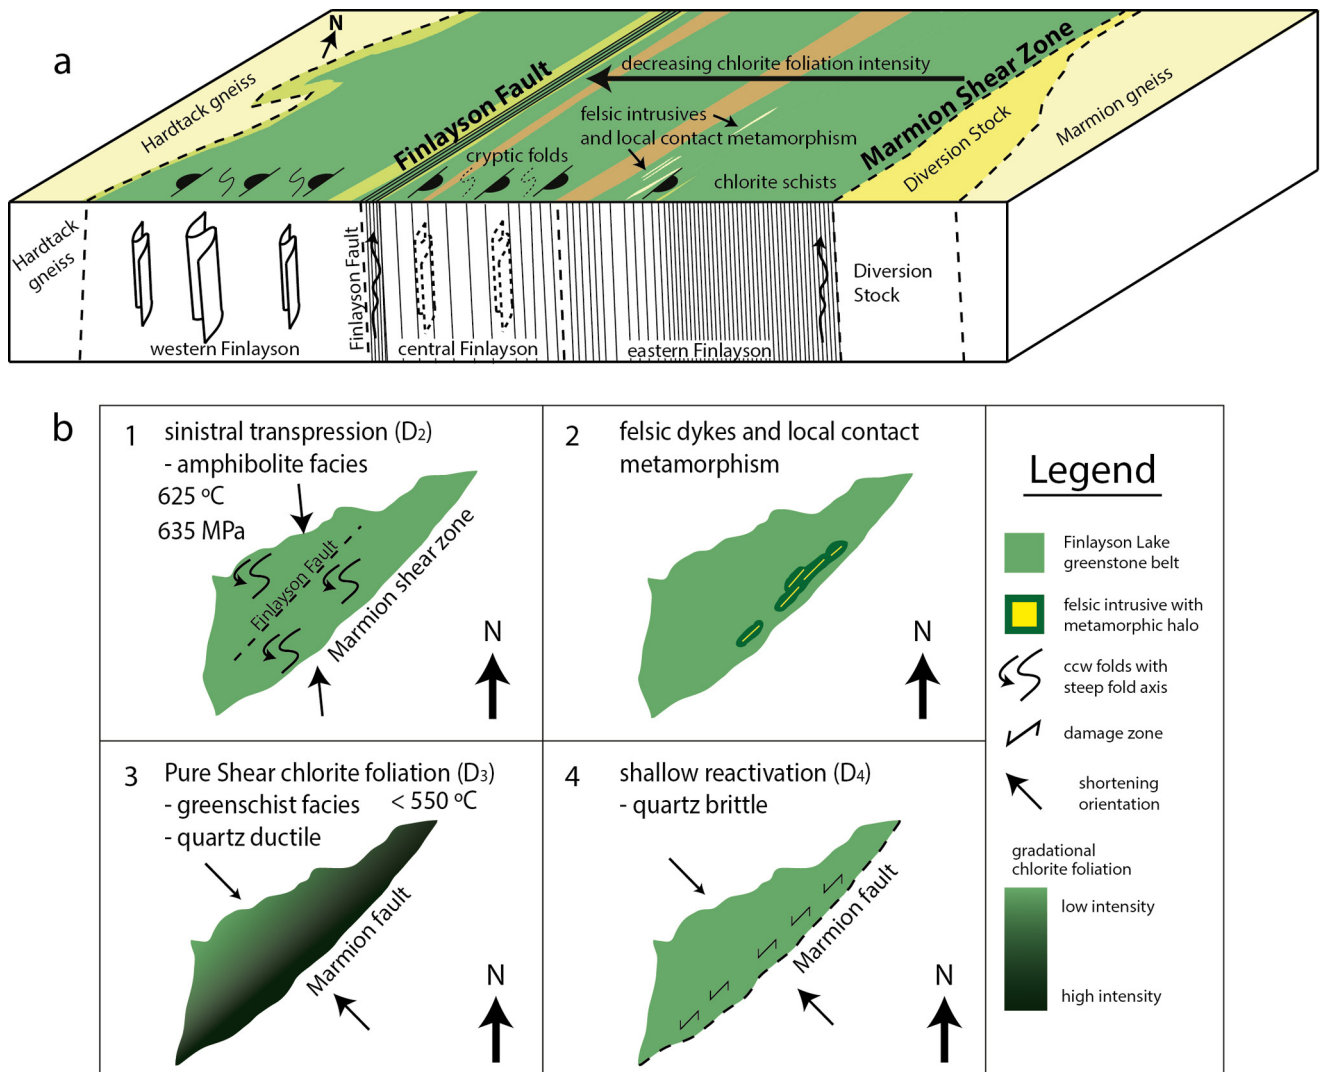 a
N
Hardtack gneiss
Finlayson Fault
decreasing chlorite foliation intensity
Marmion Shear Zone
felsic intrusives
and local contact metamorphism
cryptic folds
chlorite schists
Diversion Stock
Marmion gneiss
Hardtack
gneiss
Finlayson Fault
Diversion
Stock
western Finlayson
central Finlayson
eastern Finlayson
b
1 sinistral transpression (D2)
- amphibolite facies
625 ºC
635 MPa
Finlayson Fault
Marmion shear zone
N
2 felsic dykes and local contact
metamorphism
N
3 Pure Shear chlorite foliation (D3)
- greenschist facies < 550 ºC
- quartz ductile
Marmion fault
N
4 shallow reactivation (D4)
- quartz brittle
Marmion fault
N
Legend
Finlayson Lake
greenstone belt
felsic intrusive with
metamorphic halo
ccw folds with
steep fold axis
damage zone
shortening
orientation
gradational
chlorite foliation
low intensity
high intensity